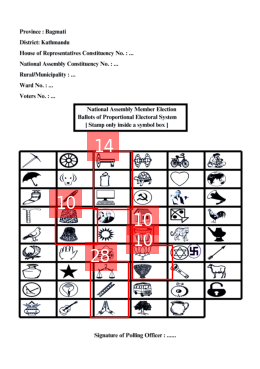 Province : Bagmati
District: Kathmandu
House of Representatives Constituency No. : ...
National Assembly Constituency No. : ...
Rural/Municipality : ...
Ward No. : ...
Voters No. : ...
National Assembly Member Election
Ballots of Proportional Electoral System
[ Stamp only inside a symbol box ]
14
10
10
10
28
Signature of Polling Officer : ......